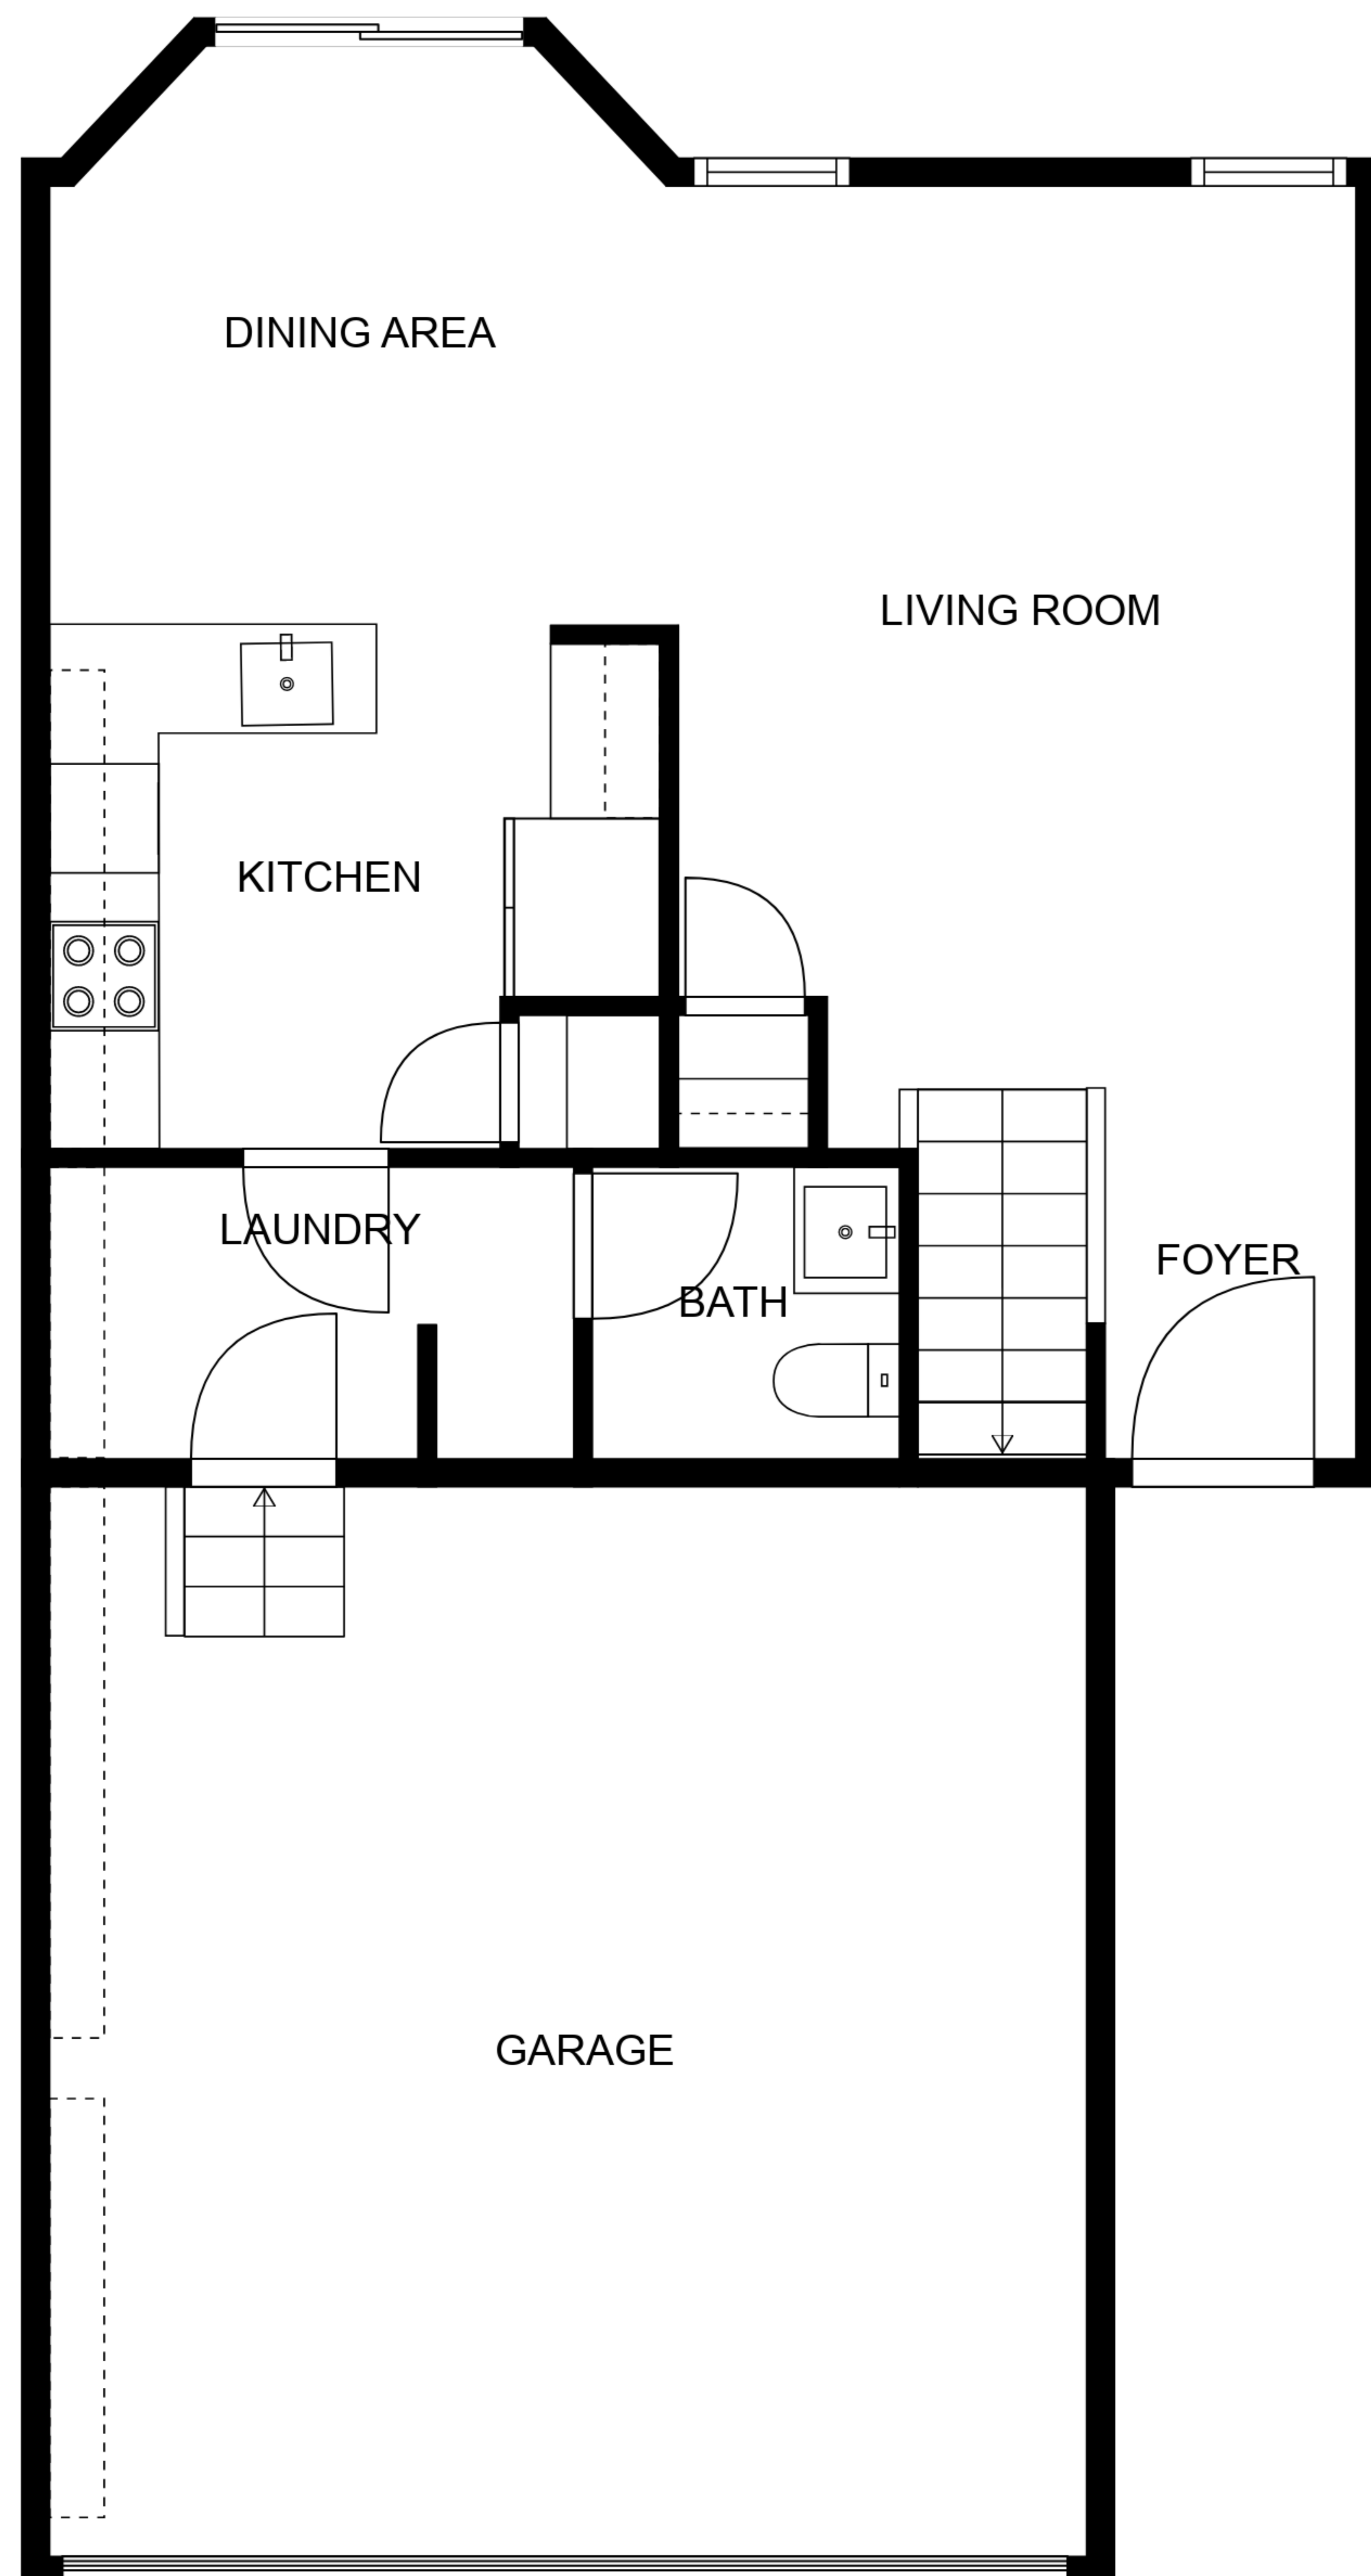 DINING AREA
LIVING ROOM
KITCHEN
LAUNDRY
FOYER
BATH
GARAGE